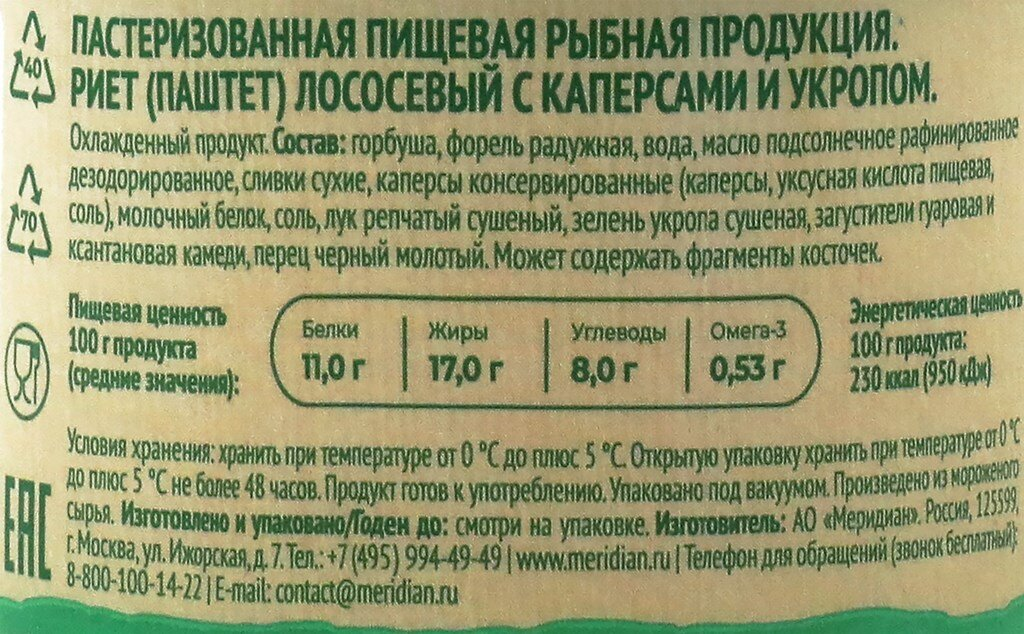 ПАСТЕРИЗОВАННАЯ ПИЩЕВАЯ РЫБНАЯ ПРОДУКЦИЯ.
РИЕТ (ПАШТЕТ) ЛОСОСЕВЫЙ С КАПЕРСАМИ И УКРОПОМ.
40
Охлажденный продукт. Состав: горбуша, форель радужная, вода, масло подсолнечное рафинированное
дезодорированное, сливки сухие, каперсы консервированные (каперсы, уксусная кислота пищевая,
соль), молочный белок, соль, лук репчатый сушеный, зелень укропа сушеная, загустители гуаровая и
ксантановая камеди, перец черный молотый. Может содержать фрагменты косточек.
70
Пищевая ценность
100 г продукта
(средние значения):
Белки
11,0 г
Жиры
17,0 г
Углеводы
8,0 г
Омега-3
0,53 г
Энергетическая ценность
100 г продукта:
230 ккал (950 кДж)
Условия хранения: хранить при температуре от 0 °С до плюс 5 °С. Открытую упаковку хранить при температуре от 0 °С
до плюс 5 °С не более 48 часов. Продукт готов к употреблению. Упаковано под вакуумом. Произведено из мороженого
сырья. Изготовлено и упаковано/Годен до: смотри на упаковке. Изготовитель: АО «Меридиан». Россия, 125599,
г. Москва, ул. Ижорская, д. 7. Тел.: +7 (495) 994-49-49 | www.meridian.ru | Телефон для обращений (звонок бесплатный):
8-800-100-14-22 | E-mail: contact@meridian.ru
EAC